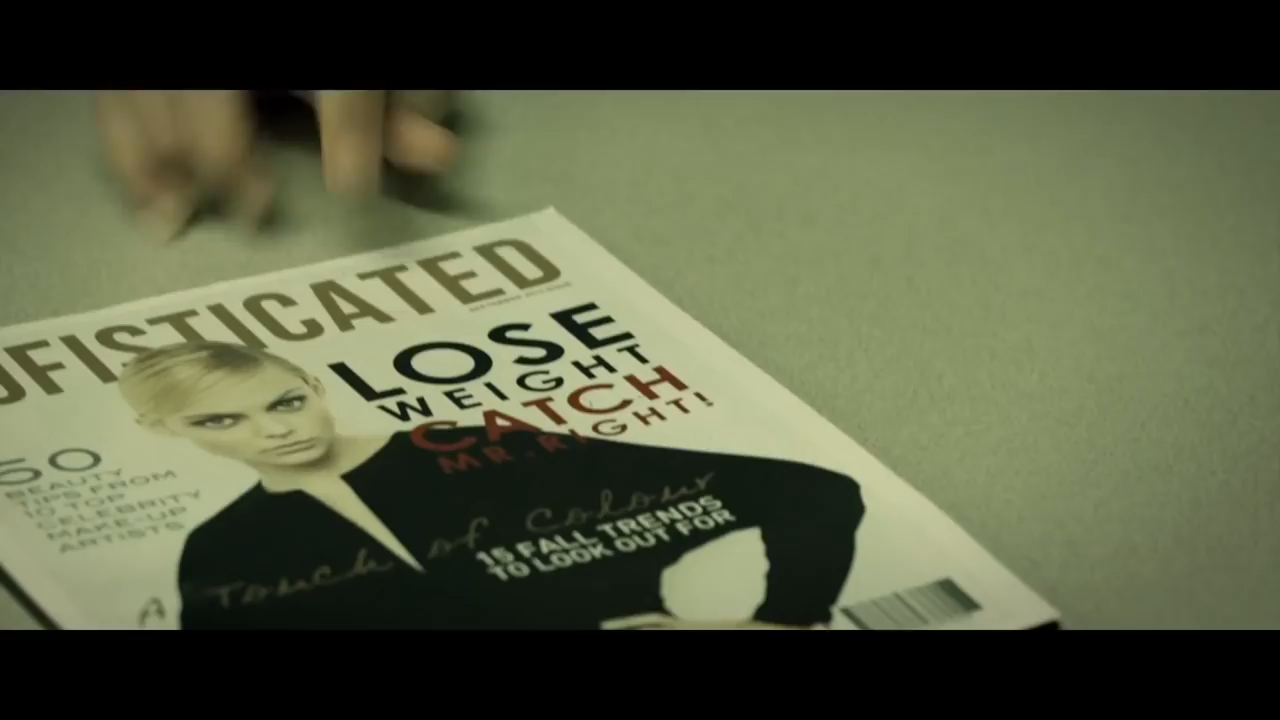 OFISTICATED
LOSE
WEIGHT
CATCH
MR. RIGHT!
50
BEAUTY
TIPS FROM
10 TOP
CELEBRITY
MAKE-UP
ARTISTS
A Touch of Colour
15 FALL TRENDS
TO LOOK OUT FOR